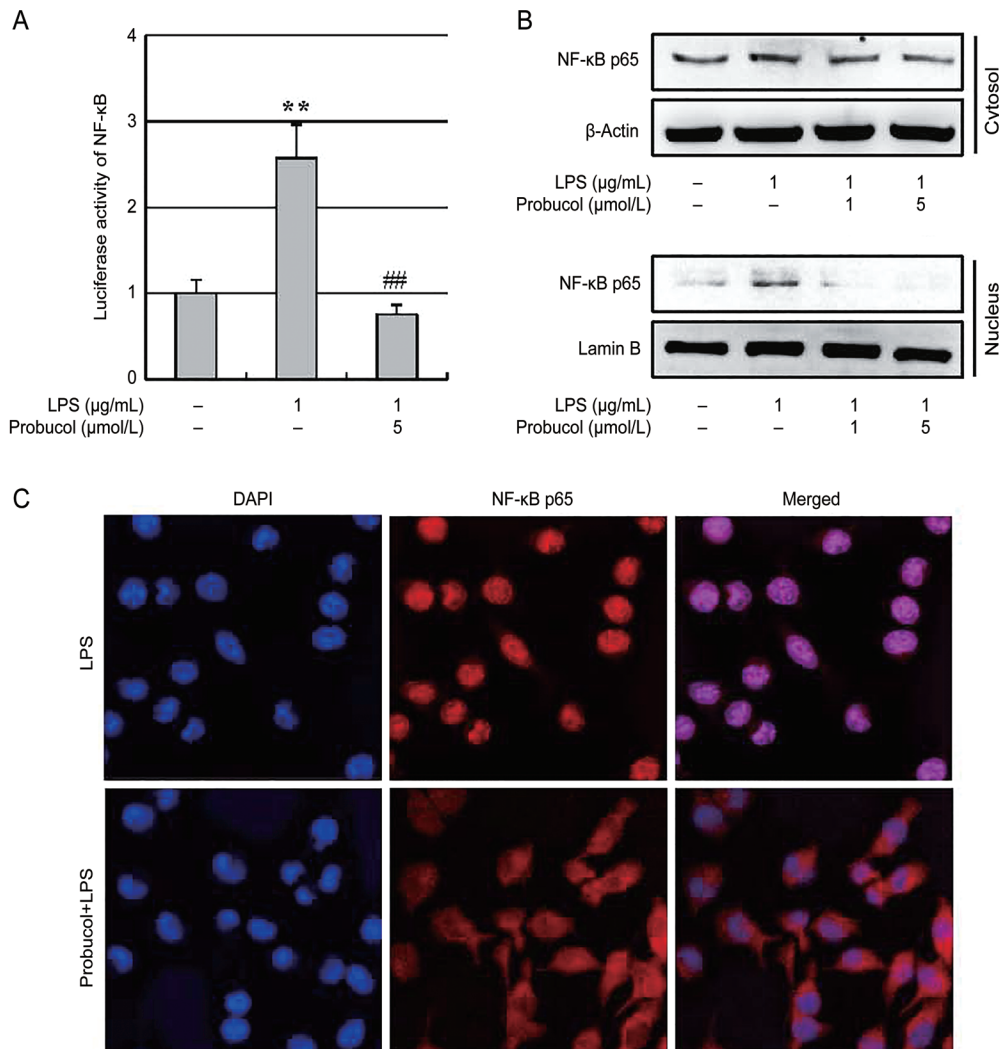 A
Luciferase activity of NF-κB
4
3
2
1
0
**
##
LPS (µg/mL) – 1 1
Probucol (µmol/L) – – 5
B
NF-κB p65
β-Actin
Cytosol
LPS (µg/mL) – 1 1 1
Probucol (µmol/L) – – 1 5
NF-κB p65
Lamin B
Nucleus
LPS (µg/mL) – 1 1 1
Probucol (µmol/L) – – 1 5
C
DAPI NF-κB p65 Merged
LPS
Probucol+LPS